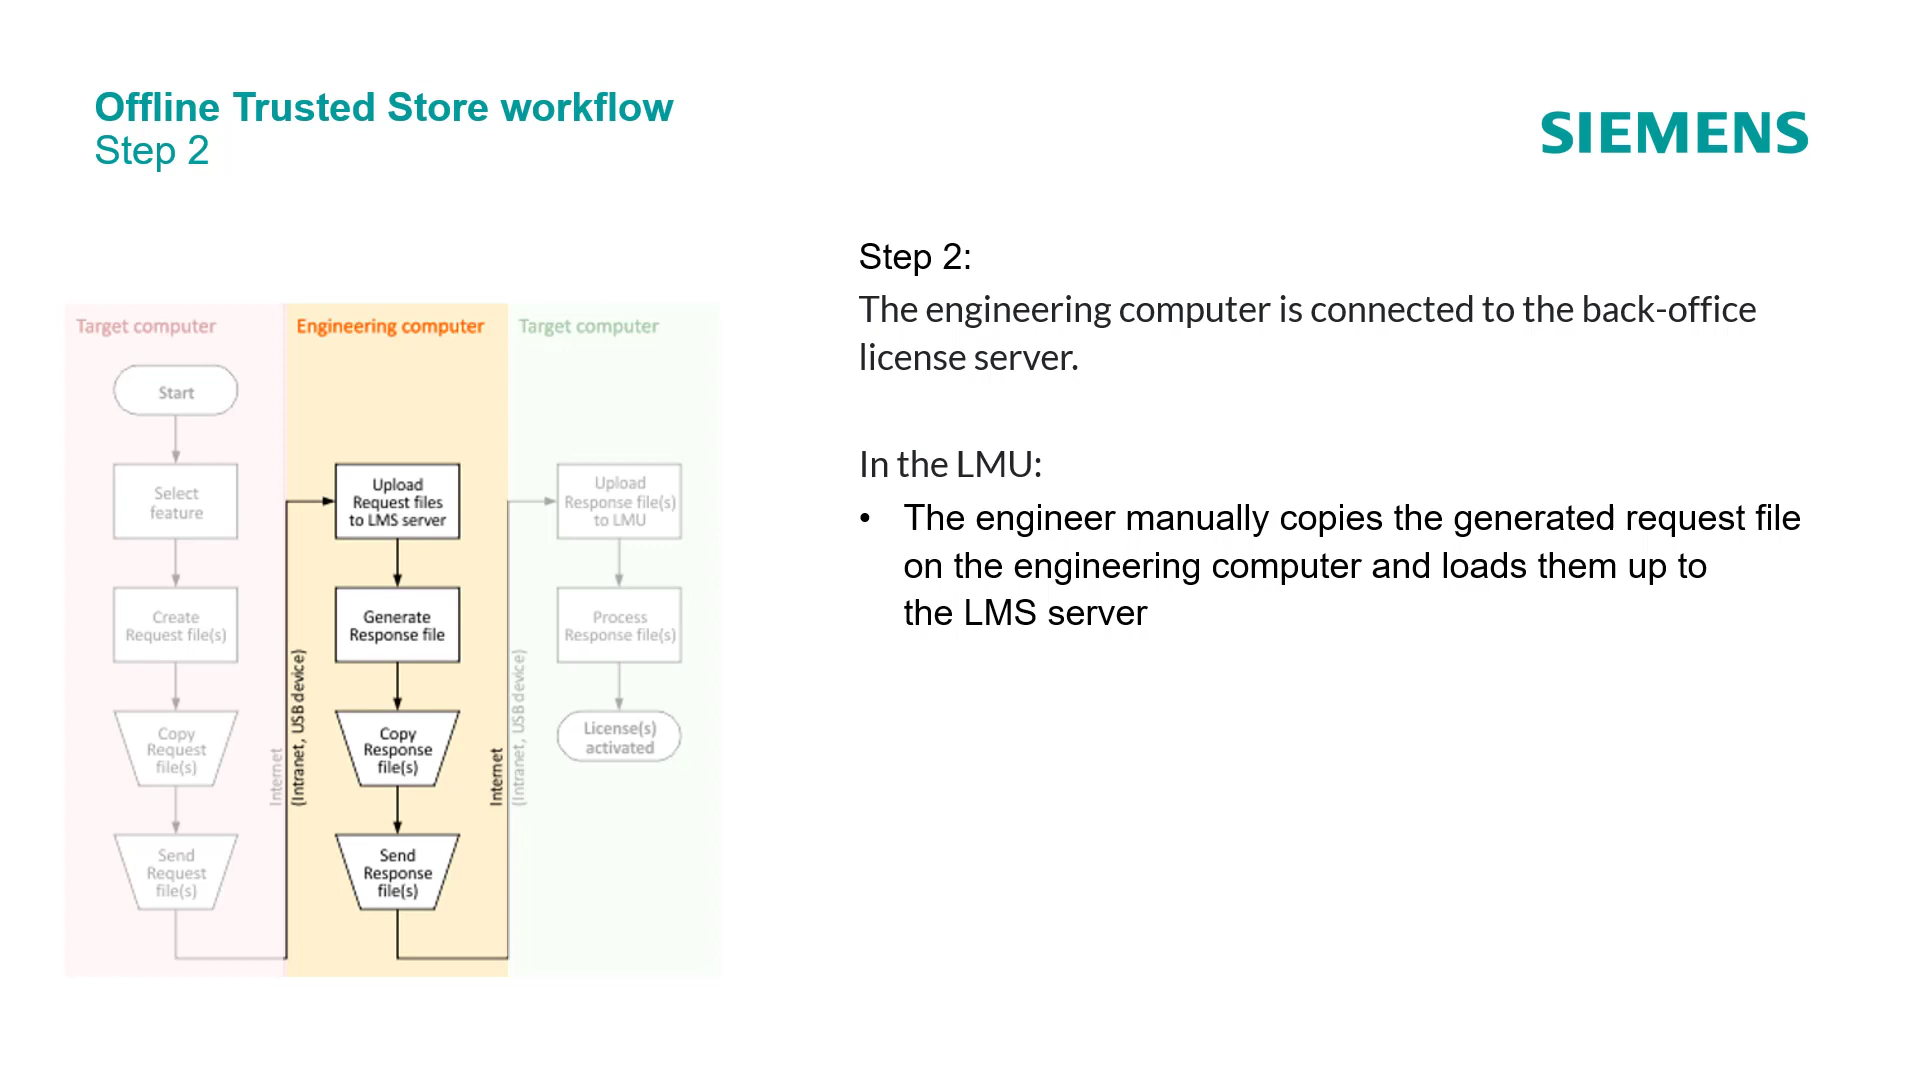 Offline Trusted Store workflow
Step 2
SIEMENS
Target computer
Start
Select
feature
Create
Request file(s)
Copy
Request
file(s)
Send
Request
file(s)
Internet
(Intranet, USB device)
Engineering computer
Upload
Request files
to LMS server
Generate
Response file
Copy
Response
file(s)
Send
Response
file(s)
Internet
(Intranet, USB device)
Target computer
Upload
Response file(s)
to LMU
Process
Response file(s)
License(s)
activated
Step 2:
The engineering computer is connected to the back-office
license server.
In the LMU:
• The engineer manually copies the generated request file
on the engineering computer and loads them up to
the LMS server